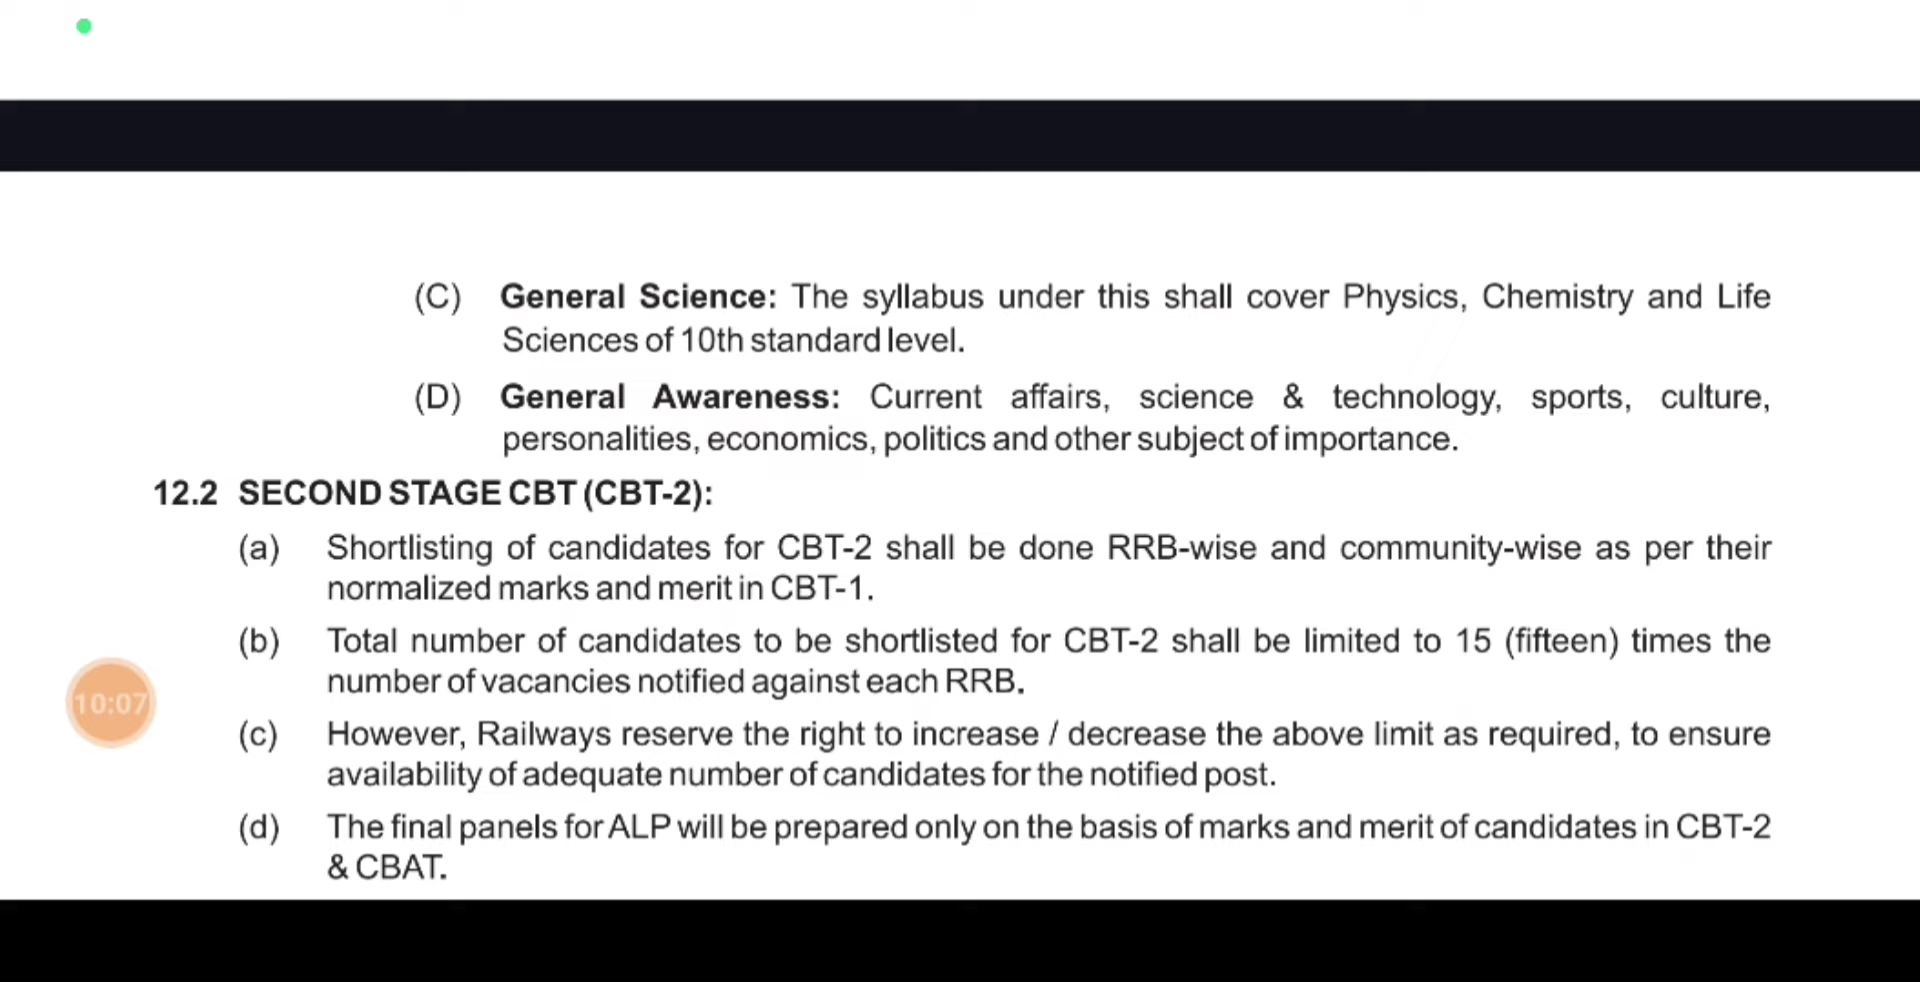 (C) General Science: The syllabus under this shall cover Physics, Chemistry and Life
Sciences of 10th standard level.
(D) General Awareness: Current affairs, science & technology, sports, culture,
personalities, economics, politics and other subject of importance.
12.2 SECOND STAGE CBT (CBT-2):
(a) Shortlisting of candidates for CBT-2 shall be done RRB-wise and community-wise as per their
normalized marks and merit in CBT-1.
(b) Total number of candidates to be shortlisted for CBT-2 shall be limited to 15 (fifteen) times the
number of vacancies notified against each RRB.
10:07
(c) However, Railways reserve the right to increase / decrease the above limit as required, to ensure
availability of adequate number of candidates for the notified post.
(d) The final panels for ALP will be prepared only on the basis of marks and merit of candidates in CBT-2
& CBAT.